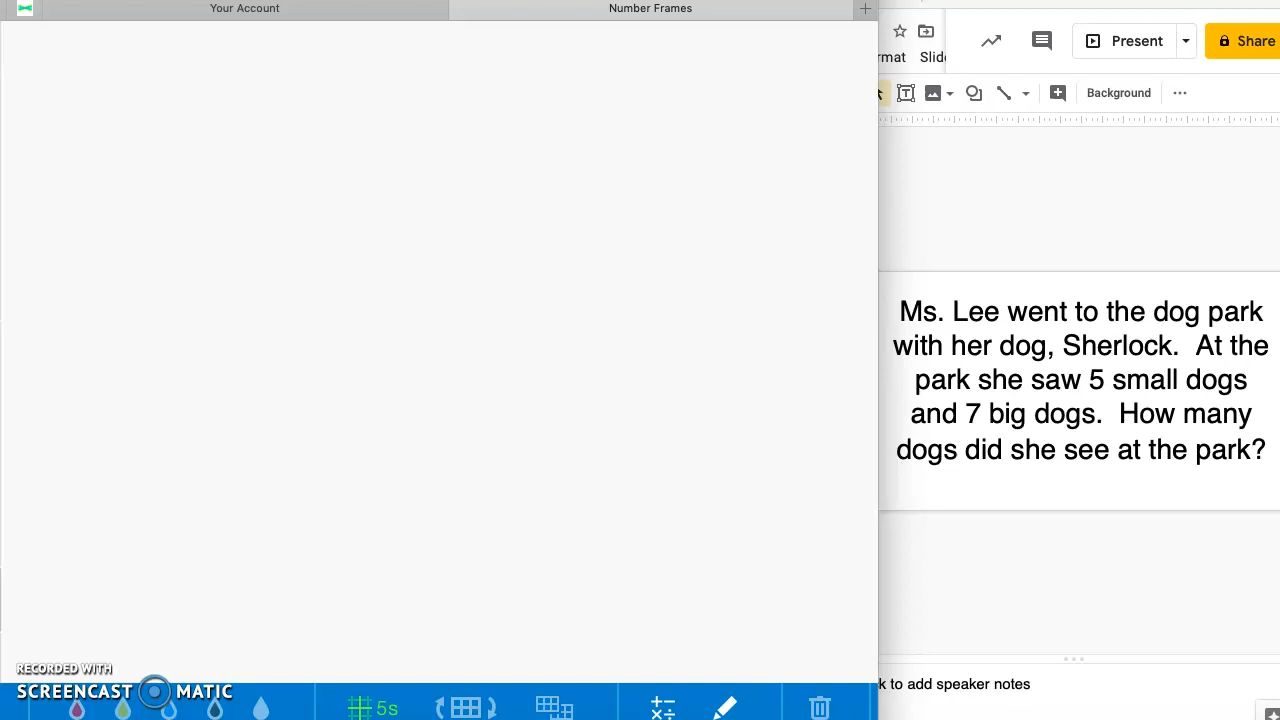 Your Account
Number Frames
rmat Slide
Present
Share
Background
Ms. Lee went to the dog park
with her dog, Sherlock. At the
park she saw 5 small dogs
and 7 big dogs. How many
dogs did she see at the park?
k to add speaker notes
RECORDED WITH
SCREENCAST MATIC
5s